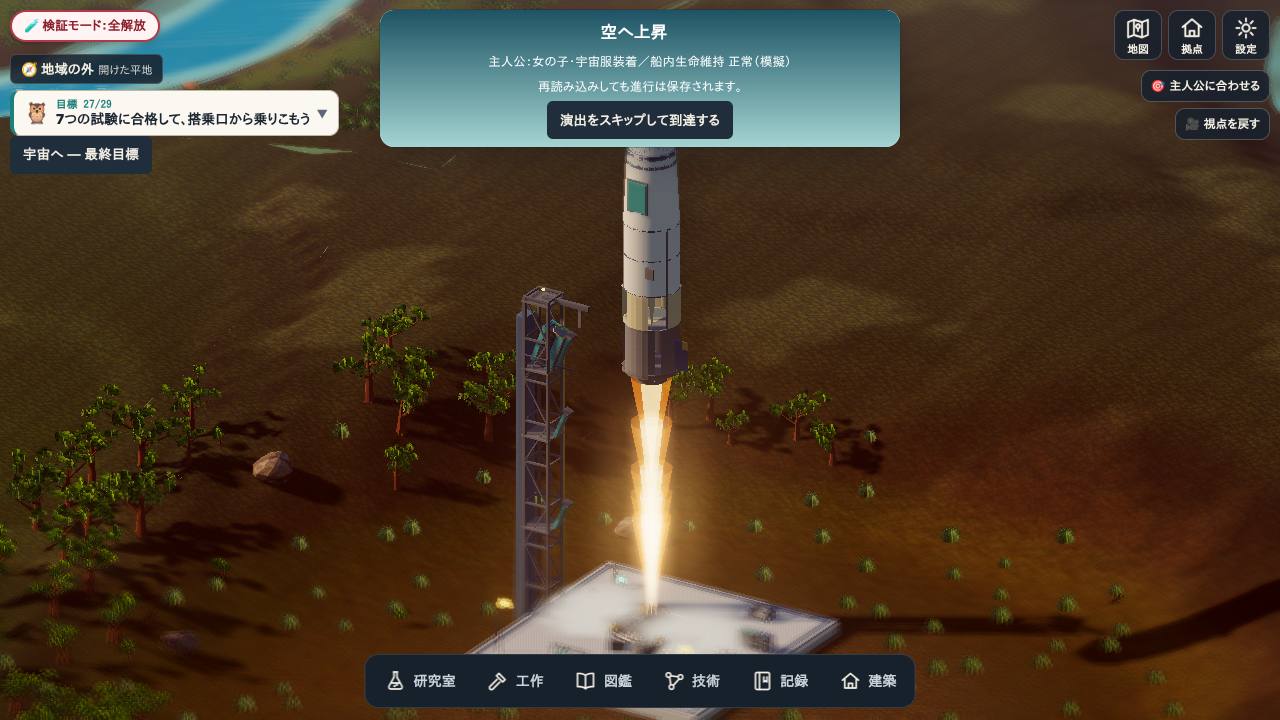 検証モード:全解放
地域の外 開けた平地
目標 27/29
7つの試験に合格して、搭乗口から乗りこもう
宇宙へ — 最終目標
空へ上昇
主人公:女の子・宇宙服装着／船内生命維持 正常(模擬)
再読み込みしても進行は保存されます。
演出をスキップして到達する
地図
拠点
設定
主人公に合わせる
視点を戻す
研究室
工作
図鑑
技術
記録
建築